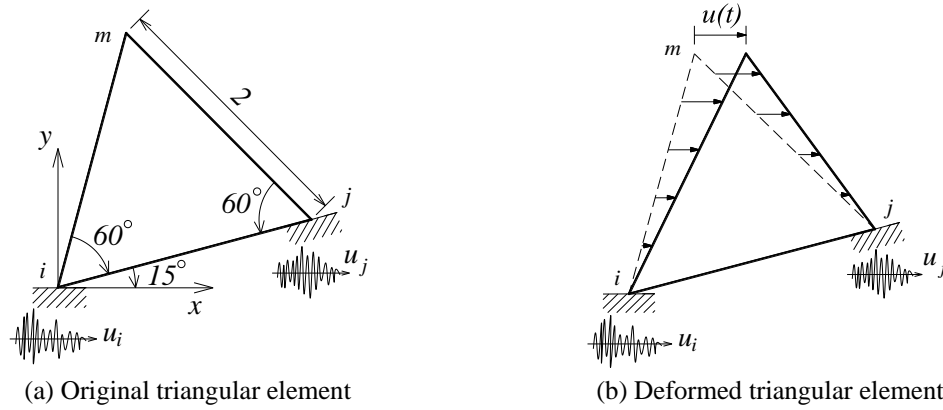 m
2
y
j
60°
60°
i
15°
x
u_j
u_i
(a) Original triangular element
u(t)
m
j
i
u_j
u_i
(b) Deformed triangular element